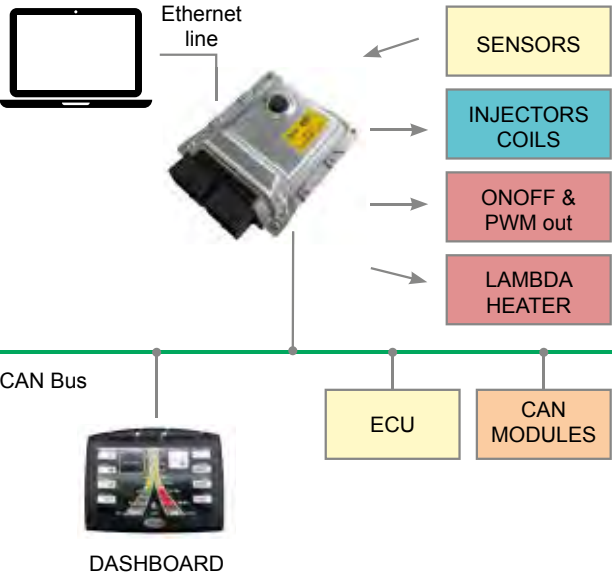 Ethernet
line
SENSORS
INJECTORS
COILS
ONOFF &
PWM out
LAMBDA
HEATER
CAN Bus
ECU
CAN
MODULES
DASHBOARD